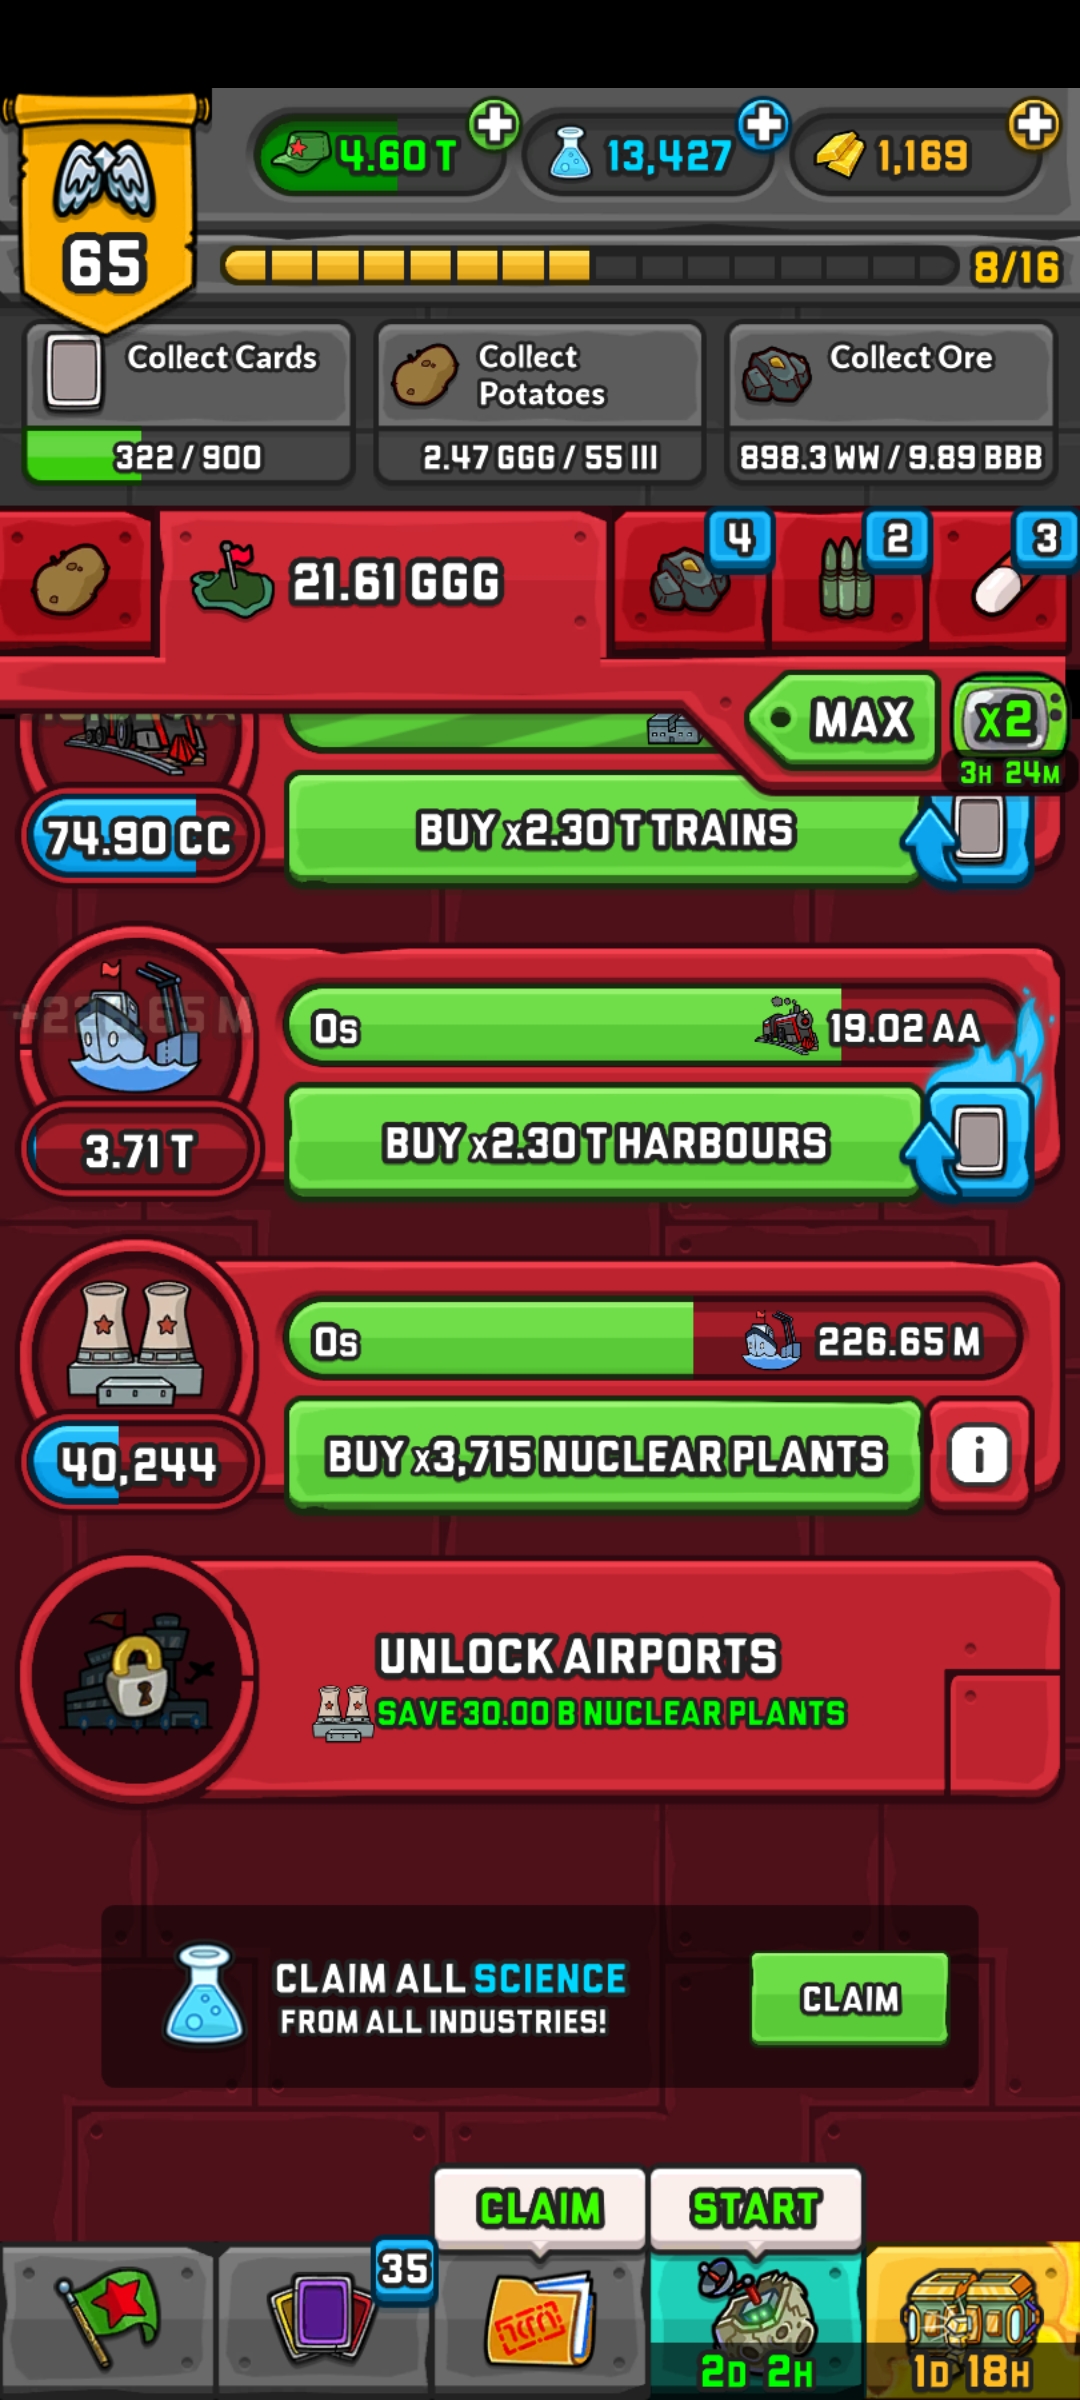 4.60 T
13,427
1,169
65
8/16
Collect Cards
322 / 900
Collect
Potatoes
2.47 GGG / 55 III
Collect Ore
898.3 WW / 9.89 BBB
21.61 GGG
4
2
3
MAX
x2
3H 24M
74.90 CC
BUY x2.30 T TRAINS
0s
19.02 AA
3.71 T
BUY x2.30 T HARBOURS
0s
226.65 M
40,244
BUY x3,715 NUCLEAR PLANTS
i
UNLOCK AIRPORTS
SAVE 30.00 B NUCLEAR PLANTS
CLAIM ALL SCIENCE
FROM ALL INDUSTRIES!
CLAIM
CLAIM
START
35
2D 2H
1D 18H